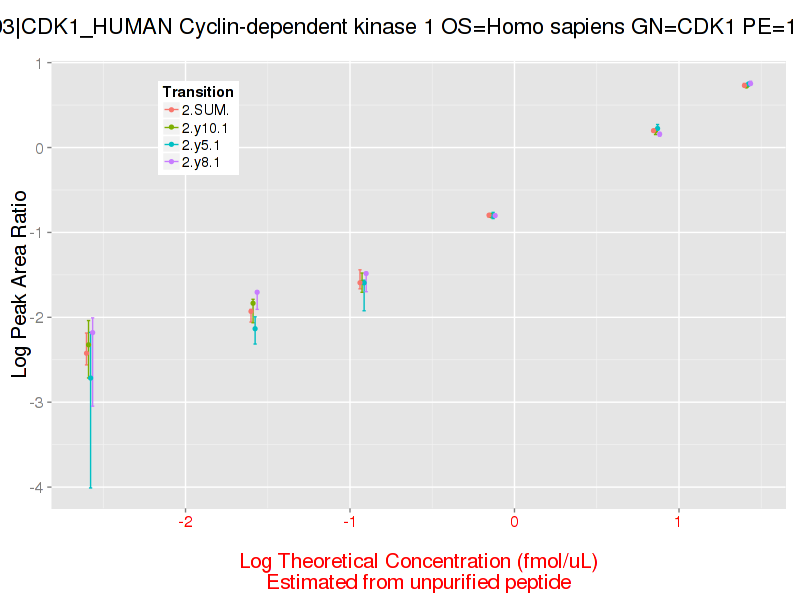 03|CDK1_HUMAN Cyclin-dependent kinase 1 OS=Homo sapiens GN=CDK1 PE=1
Transition
2.SUM.
2.y10.1
2.y5.1
2.y8.1
Log Peak Area Ratio
1
0
-1
-2
-3
-4
-2
-1
0
1
Log Theoretical Concentration (fmol/uL)
Estimated from unpurified peptide